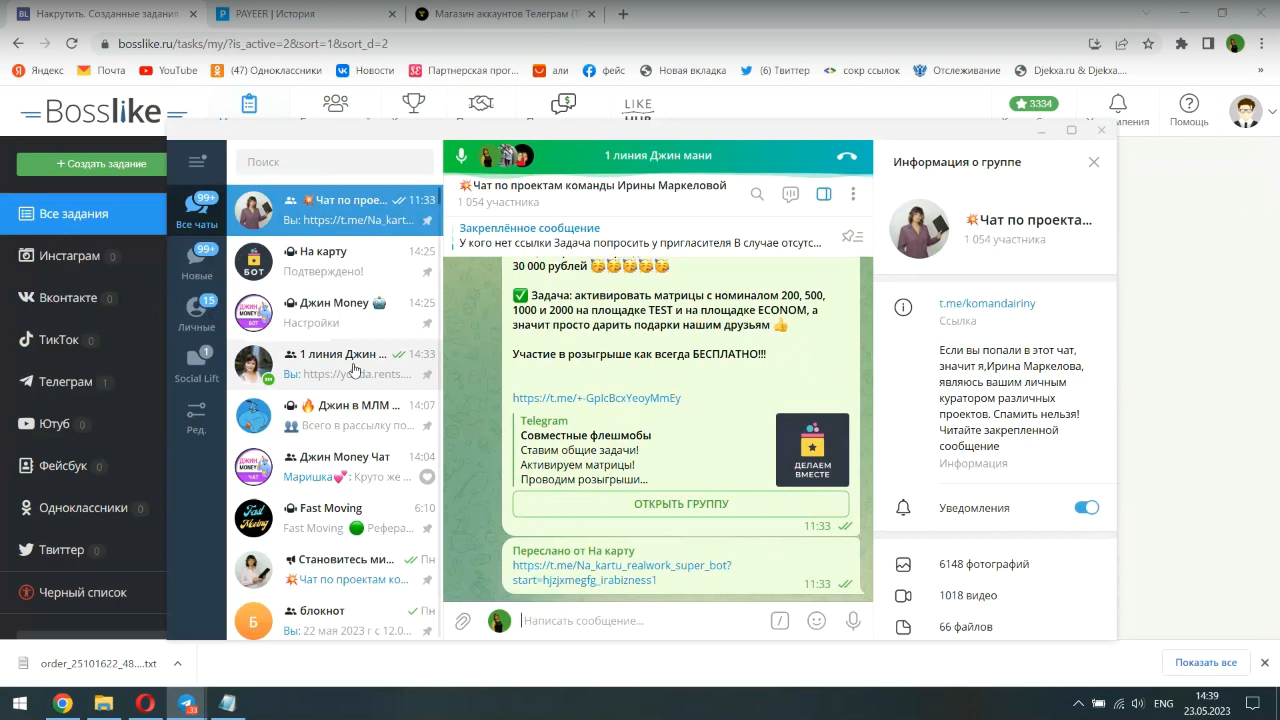 Накрутить. Создание задания
PAYEER | История
Магазин аккаунтов Телеграм (T
bosslike.ru/tasks/my/?is_active=2&sort=1&sort_d=2
Яндекс
Почта
YouTube
(47) Одноклассники
Новости
Партнерская прог...
али
фейс
Новая вкладка
(6) Твиттер
сокр ссылок
Отслеживание
Djekxa.ru & Djekxa....
Bosslike
LIKE
3334
Помощь
+ Создать задание
Все задания
Инстаграм 0
Вконтакте 0
ТикТок 0
Телеграм 1
Ютуб 0
Фейсбук 0
Одноклассники 0
Твиттер 0
Черный список
99+
Все чаты
99+
Новые
15
Личные
1
Social Lift
Ред.
Поиск
💥Чат по прое... 11:33
Вы: https://t.me/Na_kart...
БОТ
На карту 14:25
Подтверждено!
Джин Money 14:25
Настройки
1 линия Джин ... 14:33
Вы: https://youda.rents....
🔥 Джин в МЛМ ... 14:07
👥 Всего в рассылку по...
Джин Money Чат 14:04
Маришка💕: Круто же ...
Fast Moving 6:10
Fast Moving 🟢 Рефера...
Становитесь ми... Пн
💥Чат по проектам ко...
Б
блокнот Пн
Вы: 22 мая 2023 г с 12.0...
1 линия Джин мани
💥Чат по проектам команды Ирины Маркеловой
1 054 участника
Закреплённое сообщение
У кого нет ссылки Задача попросить у пригласителя В случае отсутс...
30 000 рублей 🥳🥳🥳🥳🥳
✅ Задача: активировать матрицы с номиналом 200, 500,
1000 и 2000 на площадке TEST и на площадке ECONOM, а
значит просто дарить подарки нашим друзьям 👍
Участие в розыгрыше как всегда БЕСПЛАТНО!!!
https://t.me/+-GpIcBcxYeoyMmEy
Telegram
Совместные флешмобы
Ставим общие задачи!
Активируем матрицы!
Проводим розыгрыши...
ДЕЛАЕМ
ВМЕСТЕ
ОТКРЫТЬ ГРУППУ
11:33
Переслано от На карту
https://t.me/Na_kartu_realwork_super_bot?
start=hjzjxmegfg_irabizness1
11:33
Написать сообщение...
Информация о группе
💥Чат по проекта...
1 054 участника
t.me/komandairiny
Ссылка
Если вы попали в этот чат,
значит я,Ирина Маркелова,
являюсь вашим личным
куратором различных
проектов. Спамить нельзя!
Читайте закрепленной
сообщение
Информация
Уведомления
6148 фотографий
1018 видео
66 файлов
order_25101622_48....txt
Показать все
ENG
14:39
23.05.2023